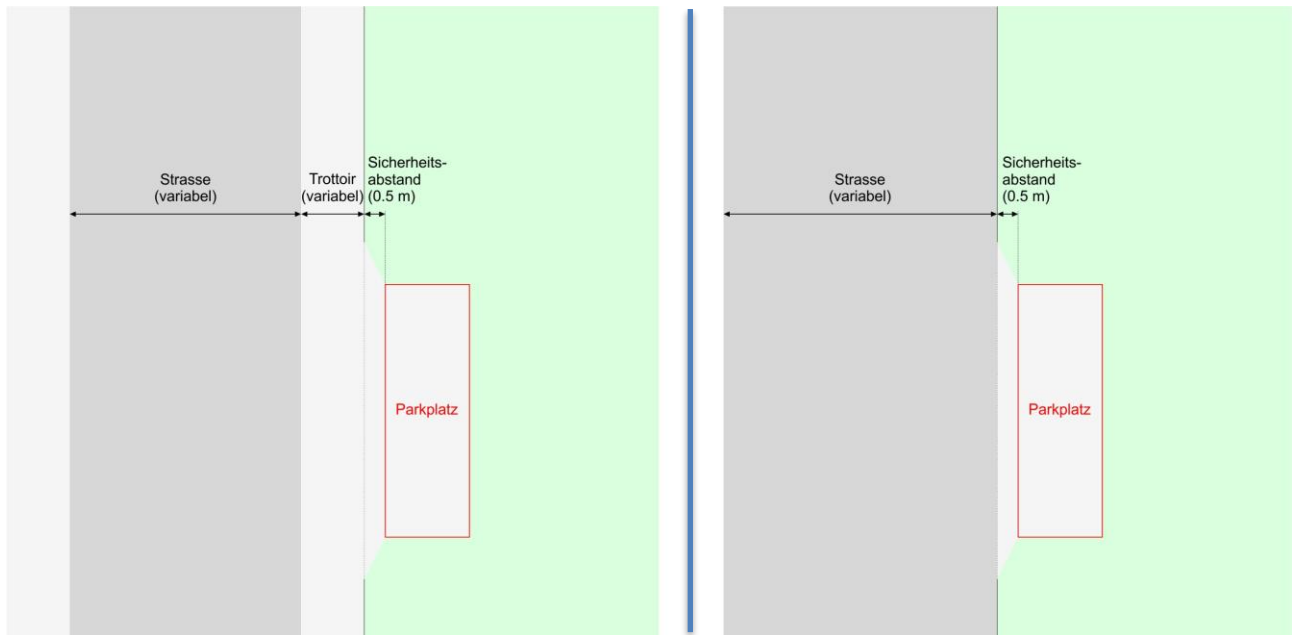 Strasse
(variabel)
Trottoir
(variabel)
Sicherheits-
abstand
(0.5 m)
Parkplatz
Strasse
(variabel)
Sicherheits-
abstand
(0.5 m)
Parkplatz